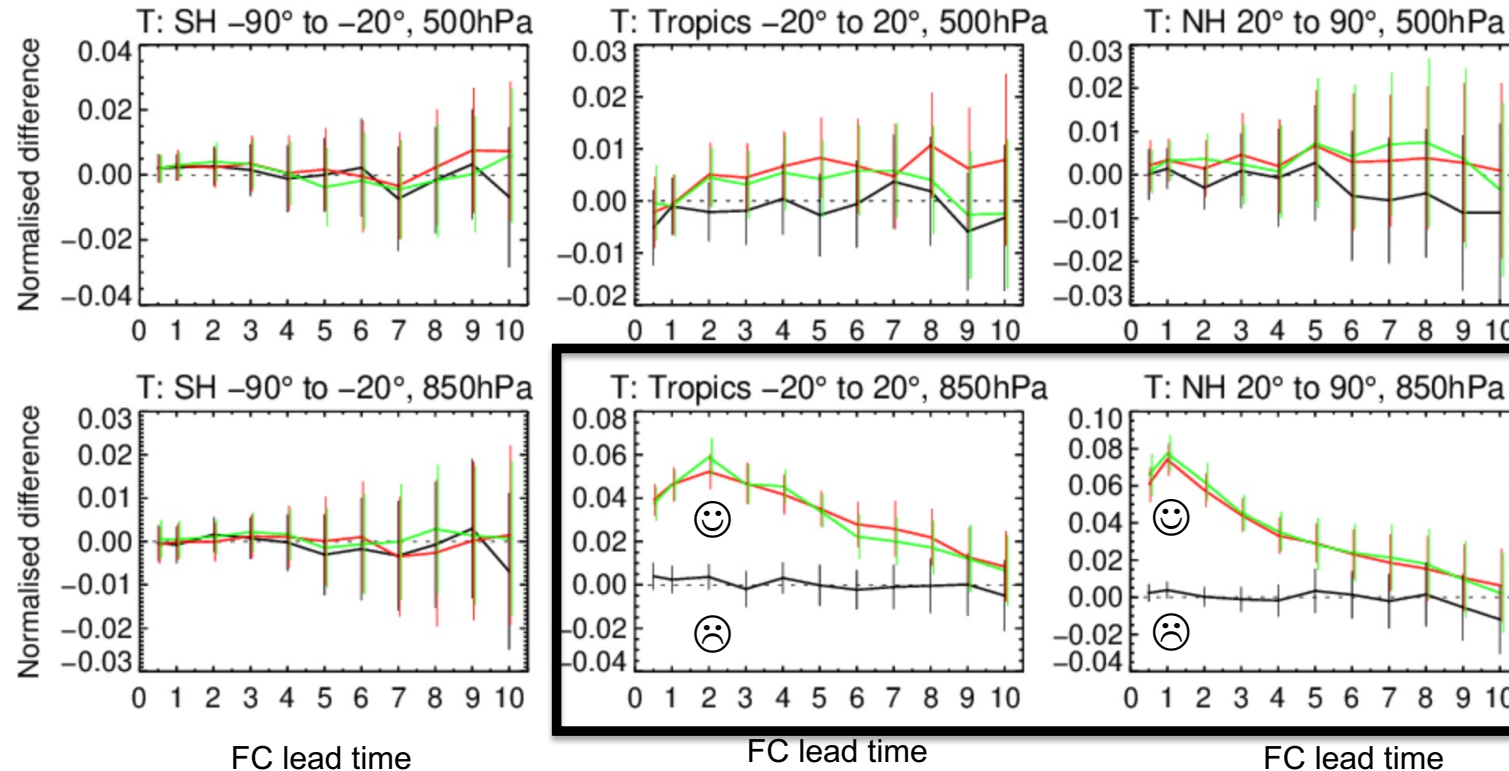 T: SH −90° to −20°, 500hPa
Normalised difference
0.04
0.02
0.00
−0.02
−0.04
0 1 2 3 4 5 6 7 8 9 10
T: Tropics −20° to 20°, 500hPa
0.03
0.02
0.01
0.00
−0.01
−0.02
0 1 2 3 4 5 6 7 8 9 10
T: NH 20° to 90°, 500hPa
0.03
0.02
0.01
0.00
−0.01
−0.02
−0.03
0 1 2 3 4 5 6 7 8 9 10
T: SH −90° to −20°, 850hPa
Normalised difference
0.03
0.02
0.01
0.00
−0.01
−0.02
−0.03
0 1 2 3 4 5 6 7 8 9 10
FC lead time
T: Tropics −20° to 20°, 850hPa
0.08
0.06
0.04
0.02
0.00
−0.02
−0.04
0 1 2 3 4 5 6 7 8 9 10
FC lead time
T: NH 20° to 90°, 850hPa
0.10
0.08
0.06
0.04
0.02
0.00
−0.02
−0.04
0 1 2 3 4 5 6 7 8 9 10
FC lead time